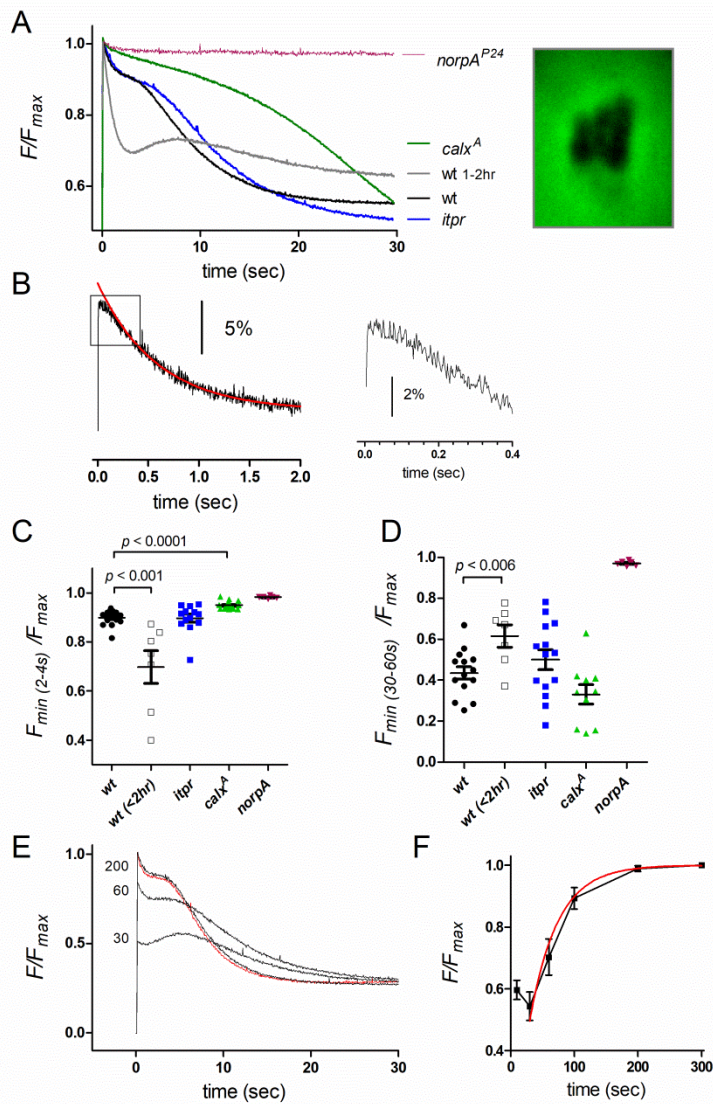 A
F/Fmax
1.0
0.8
0.6
0
10
20
30
time (sec)
norpAP24
calxA
wt 1-2hr
wt
itpr
B
5%
0.0
0.5
1.0
1.5
2.0
time (sec)
2%
0.0
0.4
time (sec)
C
p < 0.0001
p < 0.001
Fmin (2-4s) /Fmax
1.0
0.9
0.8
0.7
0.6
0.5
0.4
wt
wt (<2hr)
itpr
calxA
norpA
D
p < 0.006
Fmin (30-60s) /Fmax
1.0
0.8
0.6
0.4
0.2
0.0
wt
wt (<2hr)
itpr
calxA
norpA
E
F/Fmax
1.0
0.5
0.0
200
60
30
0
10
20
30
time (sec)
F
F/Fmax
1.0
0.8
0.6
0.4
0
100
200
300
time (sec)